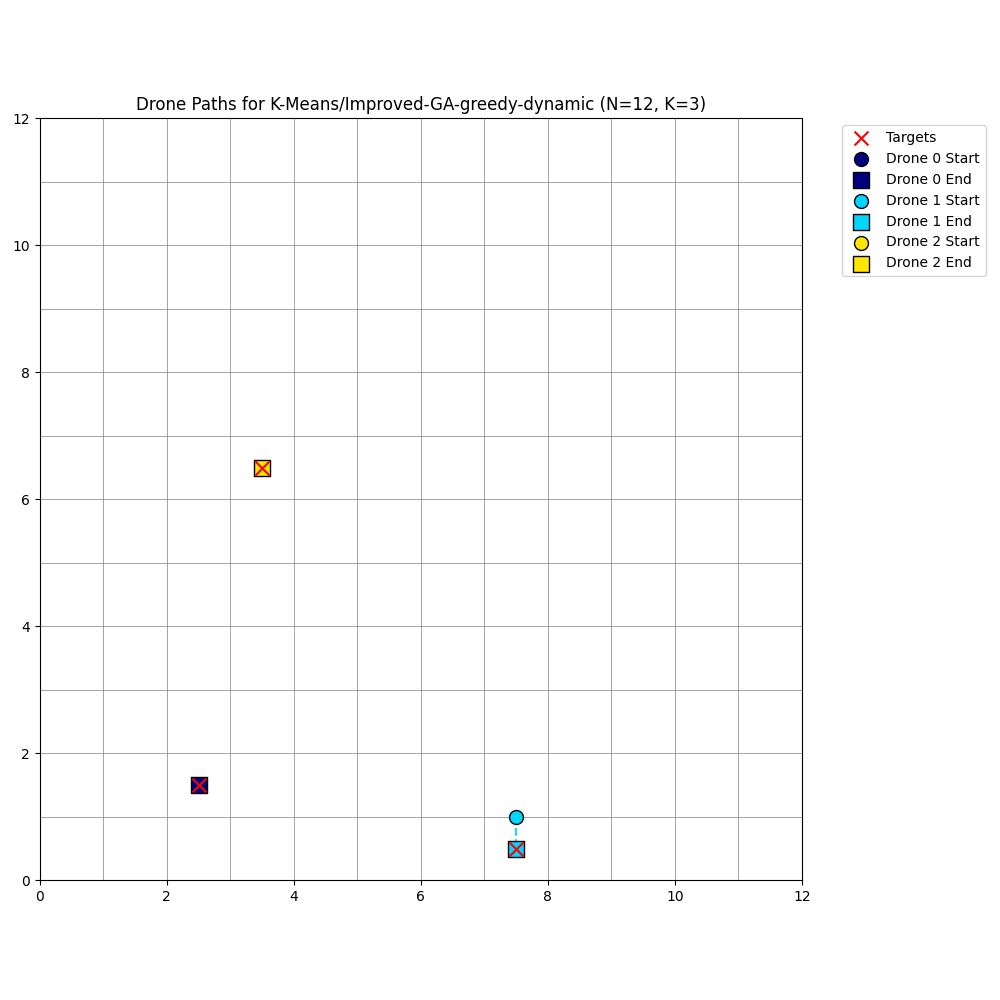 Drone Paths for K-Means/Improved-GA-greedy-dynamic (N=12, K=3)
Targets
Drone 0 Start
Drone 0 End
Drone 1 Start
Drone 1 End
Drone 2 Start
Drone 2 End
12
10
8
6
4
2
0
0 2 4 6 8 10 12